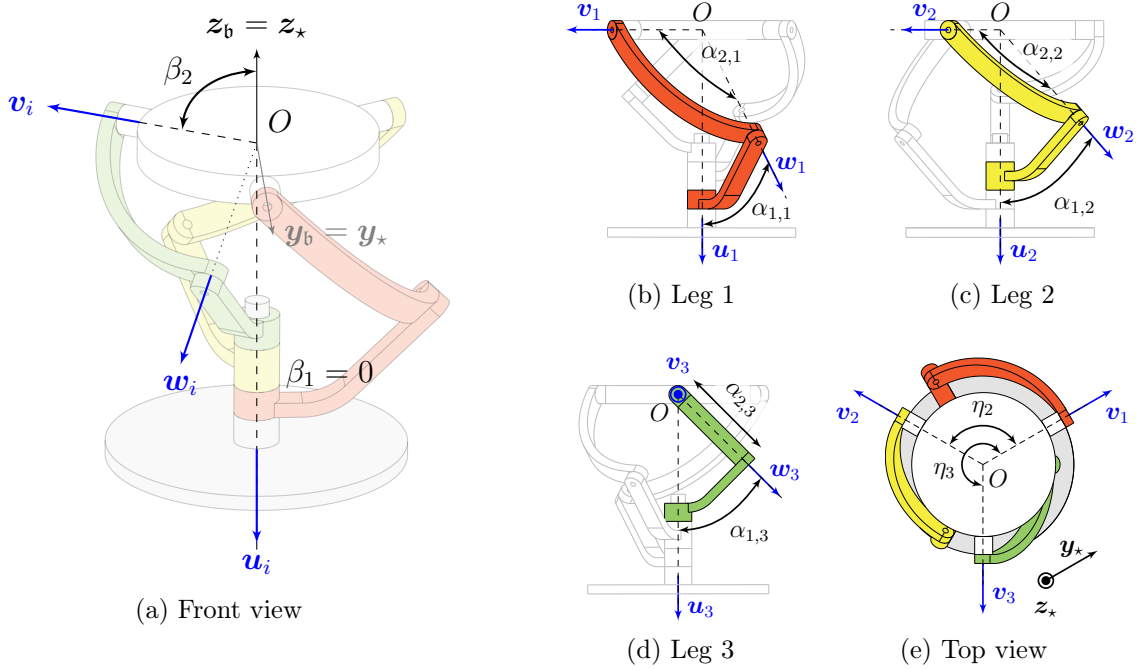 z_b = z_⋆
β_2
v_i
O
y_b = y_⋆
w_i
β_1 = 0
u_i
(a) Front view
v_1
O
α_{2,1}
w_1
α_{1,1}
u_1
(b) Leg 1
v_2
O
α_{2,2}
w_2
α_{1,2}
u_2
(c) Leg 2
v_3
O
α_{2,3}
w_3
α_{1,3}
u_3
(d) Leg 3
v_2
η_2
v_1
η_3
O
y_⋆
v_3
z_⋆
(e) Top view